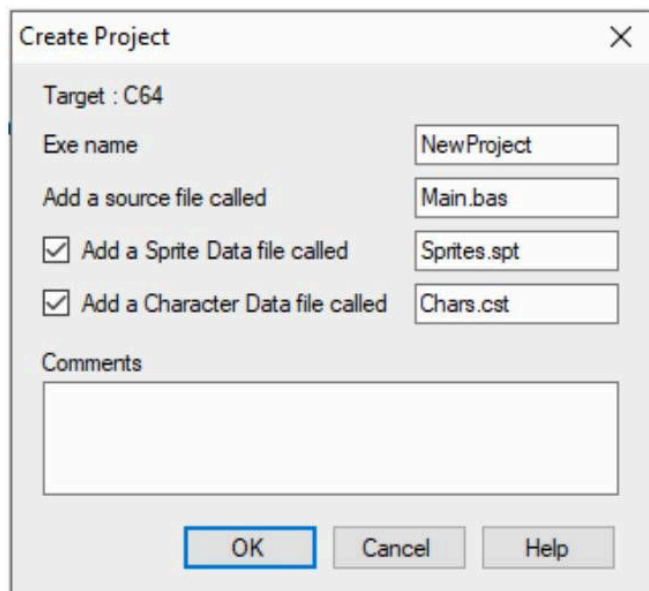 Create Project
Target : C64
Exe name NewProject
Add a source file called Main.bas
Add a Sprite Data file called Sprites.spt
Add a Character Data file called Chars.cst
Comments
OK Cancel Help